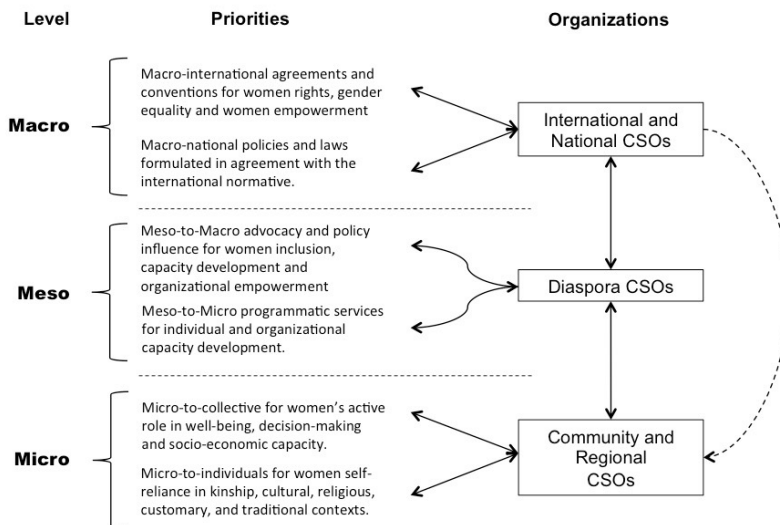 Level Priorities Organizations
Macro
Macro-international agreements and
conventions for women rights, gender
equality and women empowerment
Macro-national policies and laws
formulated in agreement with the
international normative.
International and
National CSOs
Meso
Meso-to-Macro advocacy and policy
influence for women inclusion,
capacity development and
organizational empowerment
Meso-to-Micro programmatic services
for individual and organizational
capacity development.
Diaspora CSOs
Micro
Micro-to-collective for women’s active
role in well-being, decision-making
and socio-economic capacity.
Micro-to-individuals for women self-
reliance in kinship, cultural, religious,
customary, and traditional contexts.
Community and
Regional
CSOs